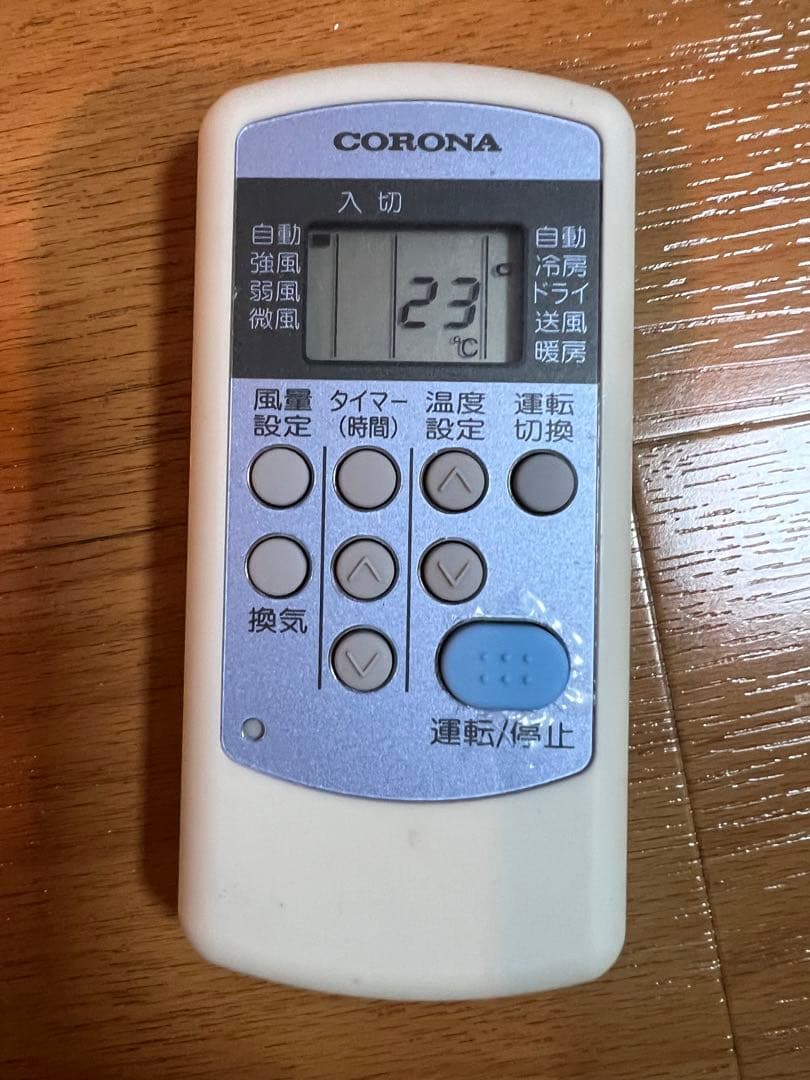 CORONA
入 切
自動
強風
弱風
微風
23
℃
自動
冷房
ドライ
送風
暖房
風量
設定
タイマー
(時間)
温度
設定
運転
切換
換気
運転/停止